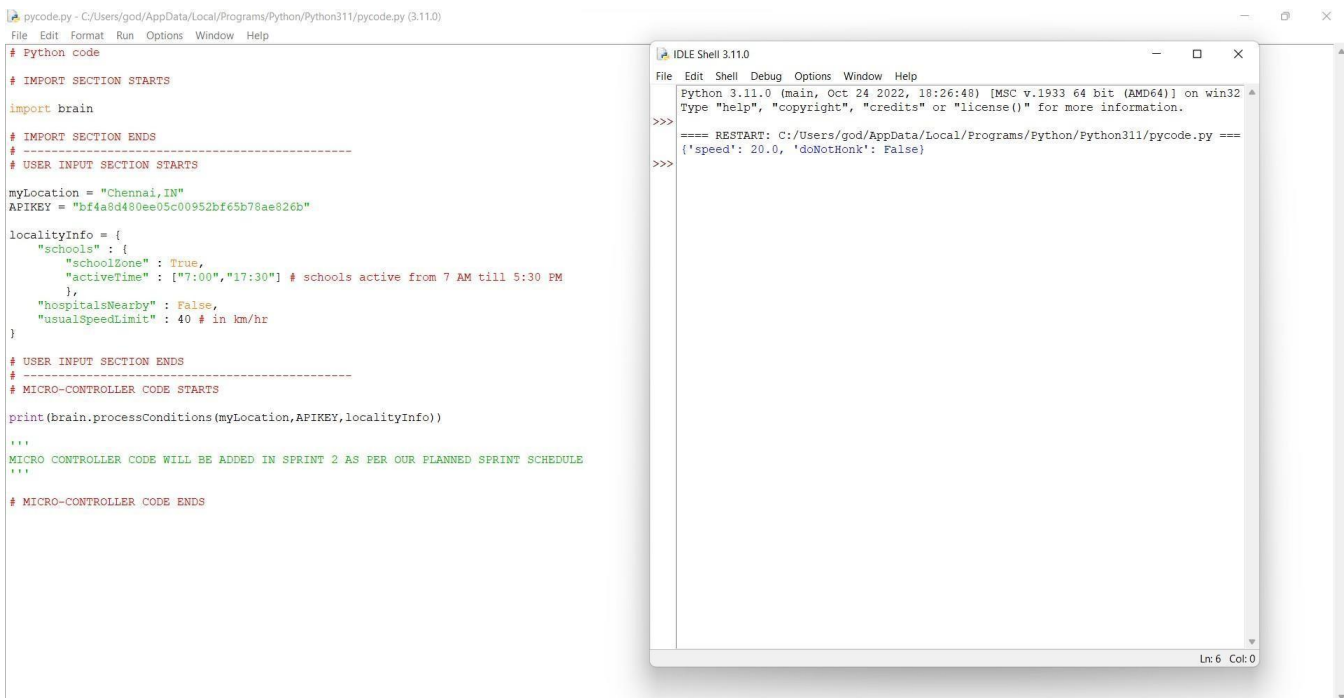 pycode.py - C:/Users/god/AppData/Local/Programs/Python/Python311/pycode.py (3.11.0)
File Edit Format Run Options Window Help
# Python code
# IMPORT SECTION STARTS
import brain
# IMPORT SECTION ENDS
# -----------------------------------------------
# USER INPUT SECTION STARTS
myLocation = "Chennai,IN"
APIKEY = "bf4a8d480ee05c00952bf65b78ae826b"
localityInfo = {
    "schools" : {
        "schoolZone" : True,
        "activeTime" : ["7:00","17:30"] # schools active from 7 AM till 5:30 PM
        },
    "hospitalsNearby" : False,
    "usualSpeedLimit" : 40 # in km/hr
}
# USER INPUT SECTION ENDS
# -----------------------------------------------
# MICRO-CONTROLLER CODE STARTS
print(brain.processConditions(myLocation,APIKEY,localityInfo))
'''
MICRO CONTROLLER CODE WILL BE ADDED IN SPRINT 2 AS PER OUR PLANNED SPRINT SCHEDULE
'''
# MICRO-CONTROLLER CODE ENDS
IDLE Shell 3.11.0
File Edit Shell Debug Options Window Help
Python 3.11.0 (main, Oct 24 2022, 18:26:48) [MSC v.1933 64 bit (AMD64)] on win32
Type "help", "copyright", "credits" or "license()" for more information.
>>>
==== RESTART: C:/Users/god/AppData/Local/Programs/Python/Python311/pycode.py ===
{'speed': 20.0, 'doNotHonk': False}
>>>
Ln: 6 Col: 0